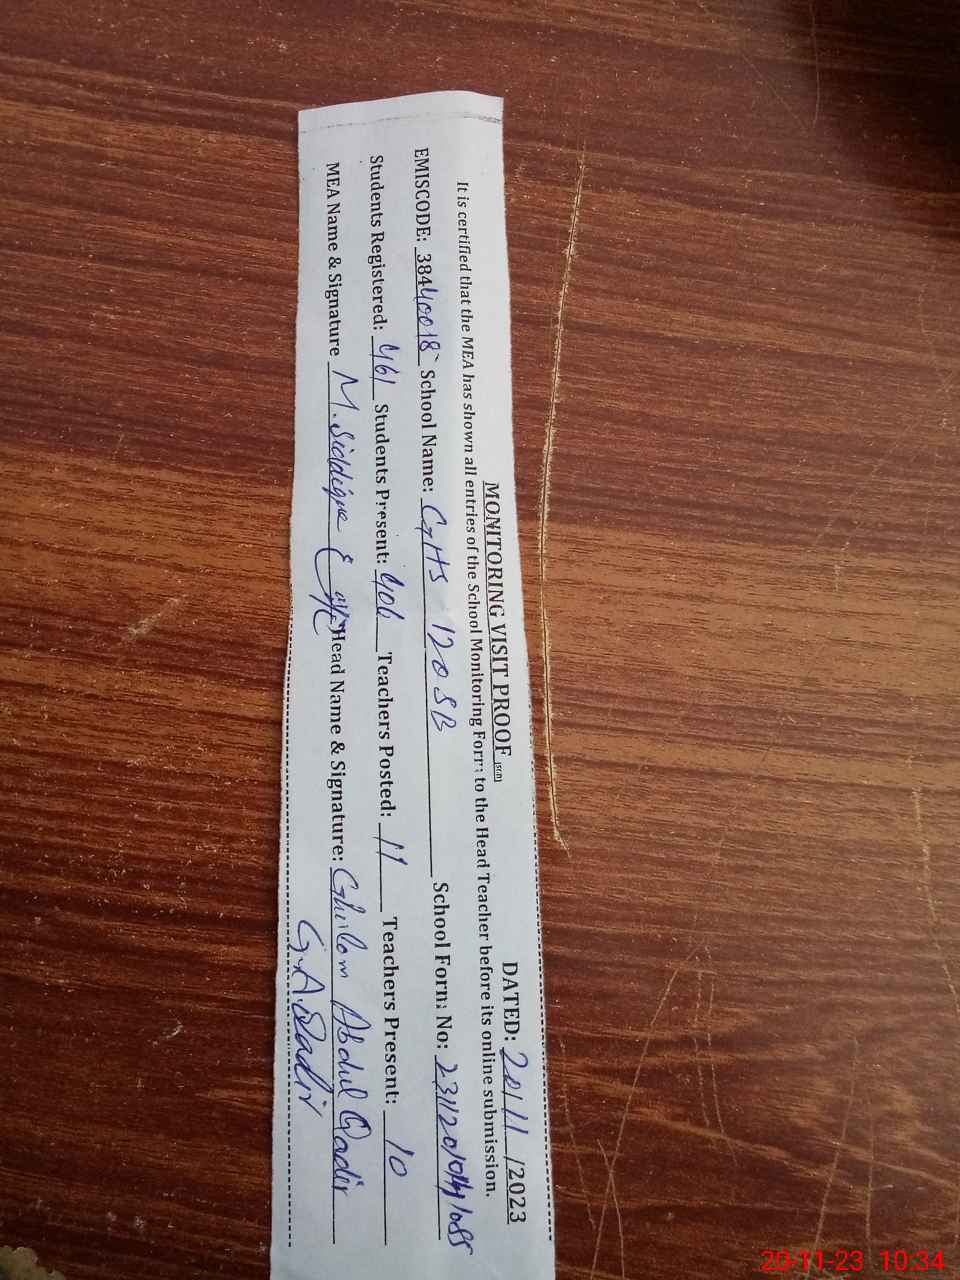 MONITORING VISIT PROOF DATED: 20/11/2023
It is certified that the MEA has shown all entries of the School Monitoring Form to the Head Teacher before its online submission.
EMISCODE: 38440018 School Name: GHS 120 SB School Form No:
Students Registered: 461 Students Present: Teachers Posted: 11 Teachers Present: 10
MEA Name & Signature M. Siddique Head Name & Signature: Ghulam Abdul Qadir
G. A. Qadir
20-11-23 10:34